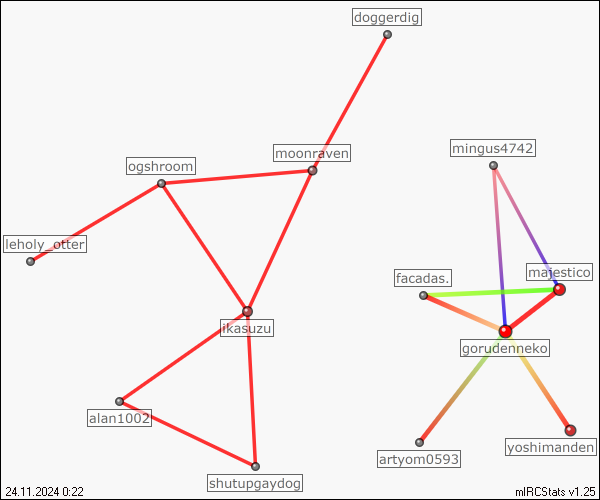 doggerdig
mingus4742
moonraven
ogshroom
leholy_otter
majestico
facadas.
ikasuzu
gorudenneko
alan1002
yoshimanden
artyom0593
shutupgaydog
24.11.2024 0:22
mIRCStats v1.25